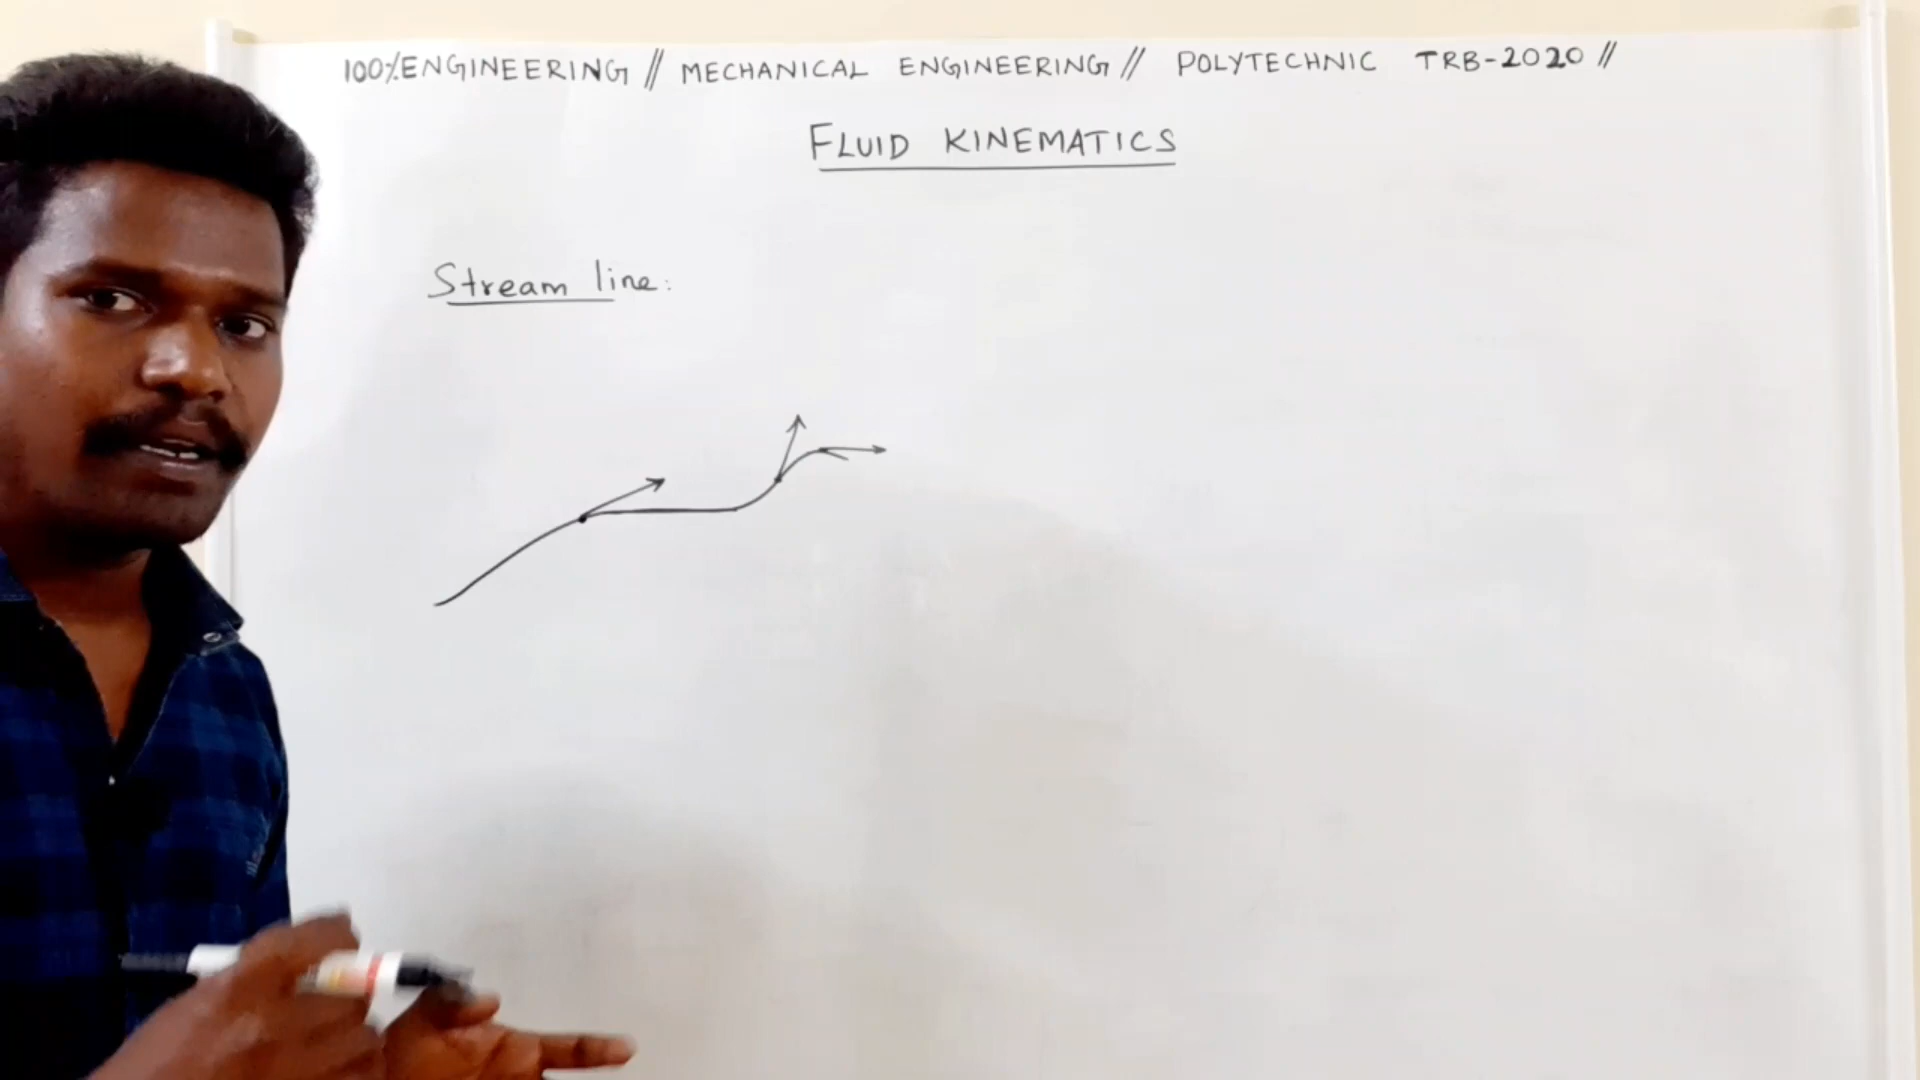 100%ENGINEERING // MECHANICAL ENGINEERING // POLYTECHNIC TRB-2020 //
FLUID KINEMATICS
Stream line: